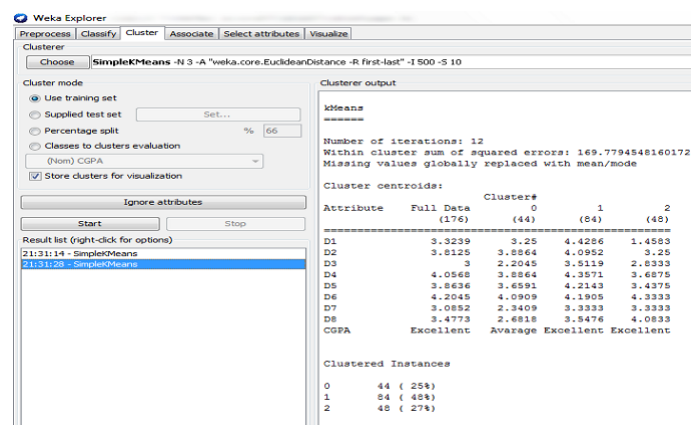 Weka Explorer
Preprocess Classify Cluster Associate Select attributes Visualize
Clusterer
Choose SimpleKMeans -N 3 -A "weka.core.EuclideanDistance -R first-last" -I 500 -S 10
Cluster mode
Use training set
Supplied test set Set...
Percentage split % 66
Classes to clusters evaluation
(Nom) CGPA
Store clusters for visualization
Ignore attributes
Start Stop
Result list (right-click for options)
21:31:14 - SimpleKMeans
21:31:28 - SimpleKMeans
Clusterer output
kMeans
======
Number of iterations: 12
Within cluster sum of squared errors: 169.7794548160172
Missing values globally replaced with mean/mode
Cluster centroids:
Cluster#
Attribute Full Data 0 1 2
(176) (44) (84) (48)
D1 3.3239 3.25 4.4286 1.4583
D2 3.8125 3.8864 4.0952 3.25
D3 3 2.2045 3.5119 2.8333
D4 4.0568 3.8864 4.3571 3.6875
D5 3.8636 3.6591 4.2143 3.4375
D6 4.2045 4.0909 4.1905 4.3333
D7 3.0852 2.3409 3.3333 3.3333
D8 3.4773 2.6818 3.5476 4.0833
CGPA Excellent Avarage Excellent Excellent
Clustered Instances
0 44 ( 25%)
1 84 ( 48%)
2 48 ( 27%)